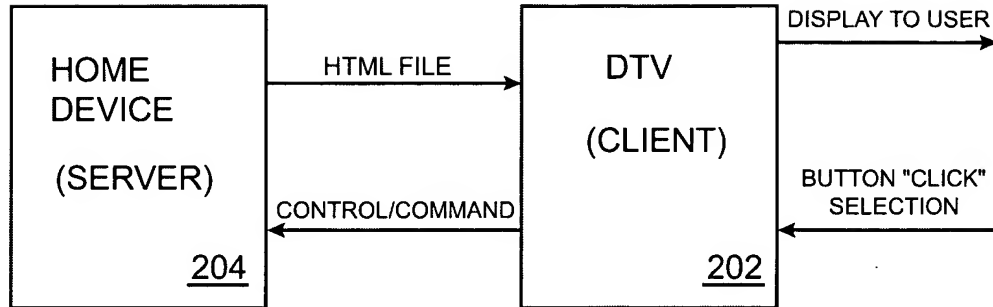 HOME
DEVICE
(SERVER)
204
HTML FILE
CONTROL/COMMAND
DTV
(CLIENT)
202
DISPLAY TO USER
BUTTON "CLICK"
SELECTION